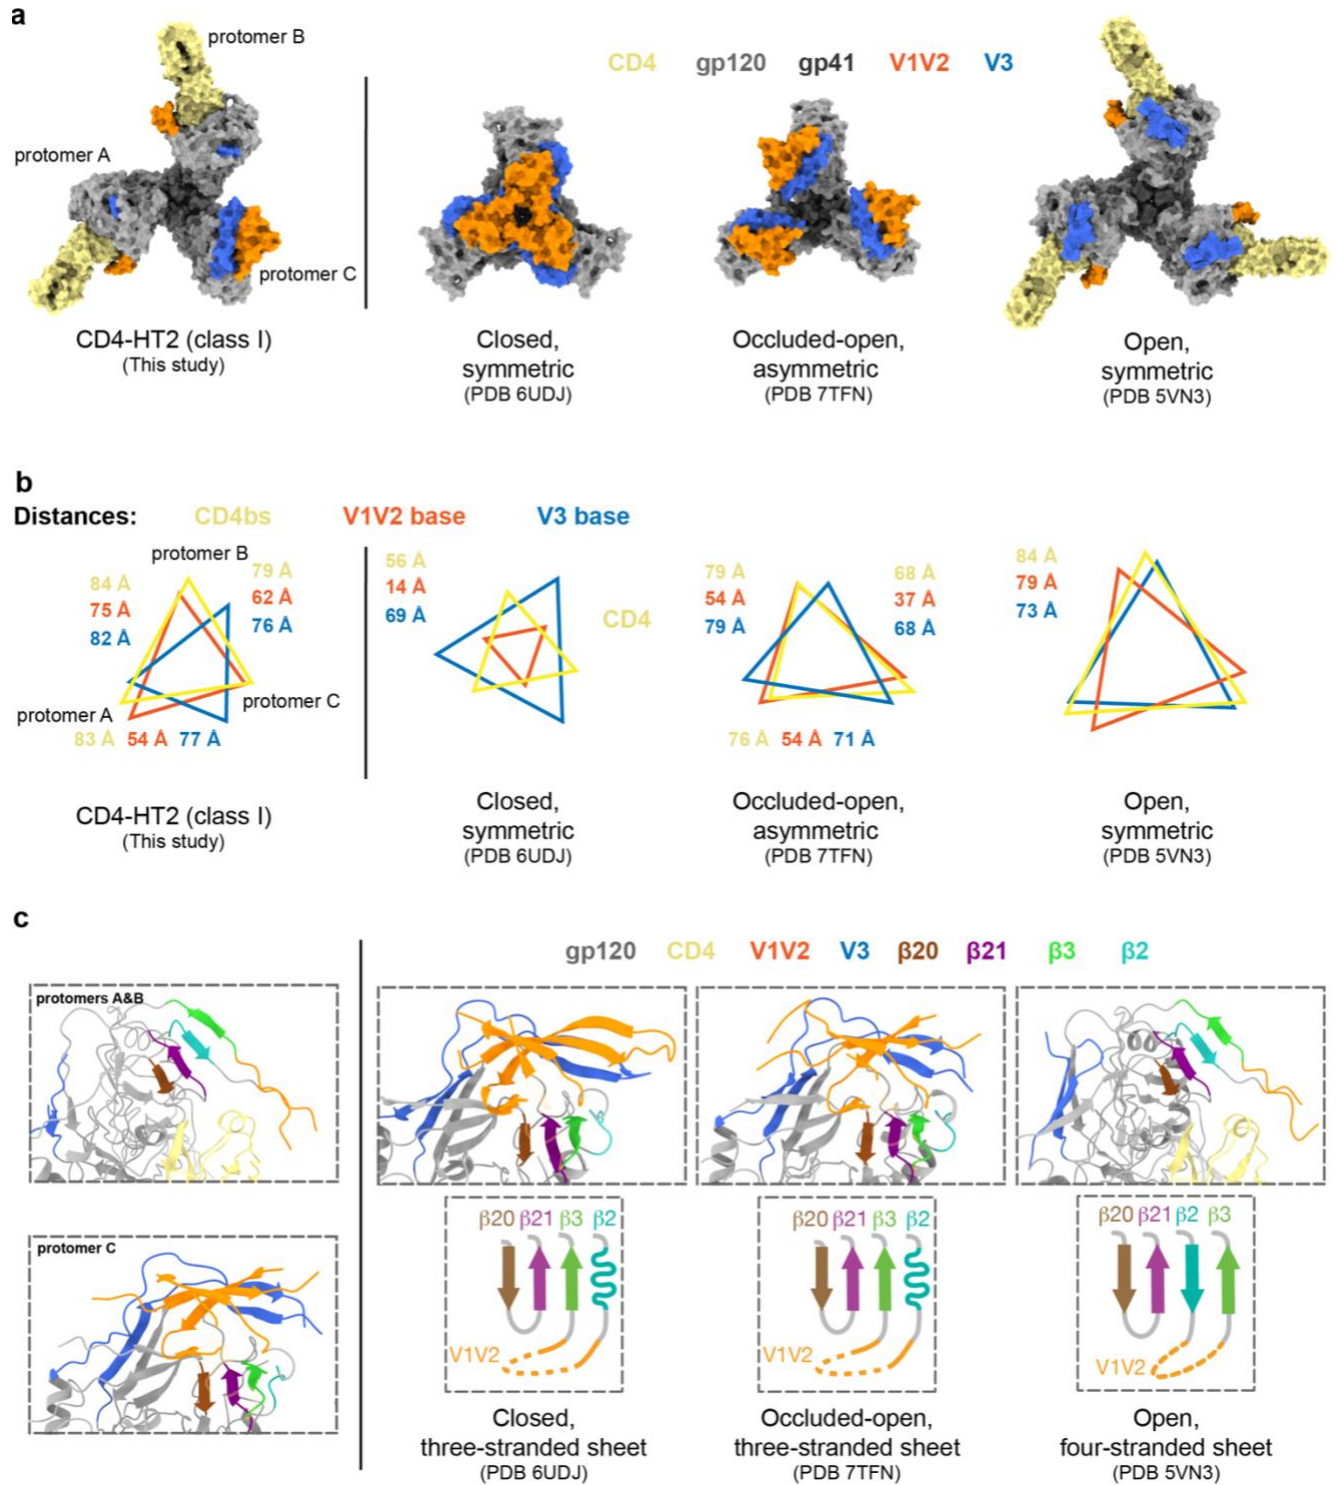 a
protomer B
CD4 gp120 gp41 V1V2 V3
protomer A
protomer C
CD4-HT2 (class I)
(This study)
Closed,
symmetric
(PDB 6UDJ)
Occluded-open,
asymmetric
(PDB 7TFN)
Open,
symmetric
(PDB 5VN3)
b
Distances: CD4bs V1V2 base V3 base
protomer B
84 Å
75 Å
82 Å
79 Å
62 Å
76 Å
protomer A
protomer C
83 Å 54 Å 77 Å
CD4-HT2 (class I)
(This study)
56 Å
14 Å
69 Å
CD4
Closed,
symmetric
(PDB 6UDJ)
79 Å
54 Å
79 Å
68 Å
37 Å
68 Å
76 Å 54 Å 71 Å
Occluded-open,
asymmetric
(PDB 7TFN)
84 Å
79 Å
73 Å
Open,
symmetric
(PDB 5VN3)
c
gp120 CD4 V1V2 V3 β20 β21 β3 β2
protomers A&B
protomer C
β20 β21 β3 β2
V1V2
Closed,
three-stranded sheet
(PDB 6UDJ)
β20 β21 β3 β2
V1V2
Occluded-open,
three-stranded sheet
(PDB 7TFN)
β20 β21 β2 β3
V1V2
Open,
four-stranded sheet
(PDB 5VN3)